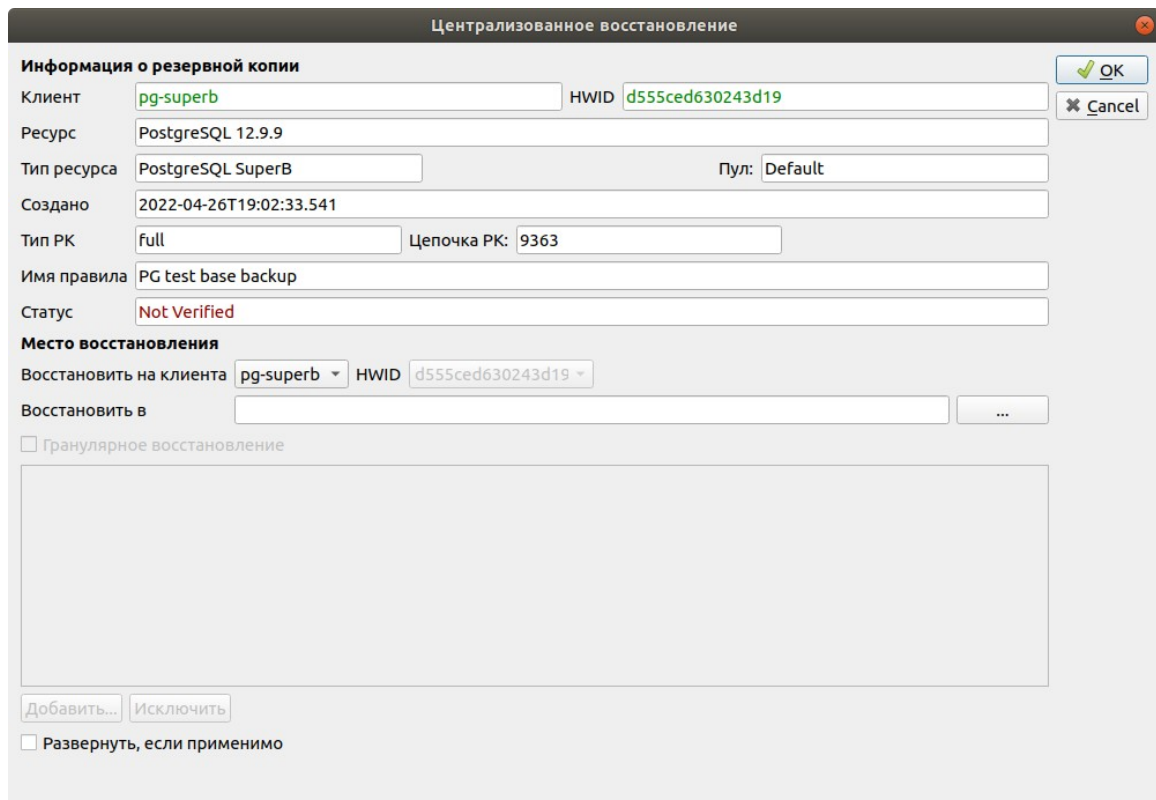 Централизованное восстановление
Информация о резервной копии
OK
Клиент pg-superb HWID d555ced630243d19
Cancel
Ресурс PostgreSQL 12.9.9
Тип ресурса PostgreSQL SuperB Пул: Default
Создано 2022-04-26T19:02:33.541
Тип РК full Цепочка РК: 9363
Имя правила PG test base backup
Статус Not Verified
Место восстановления
Восстановить на клиента pg-superb HWID d555ced630243d19
Восстановить в ...
Гранулярное восстановление
Добавить... Исключить
Развернуть, если применимо